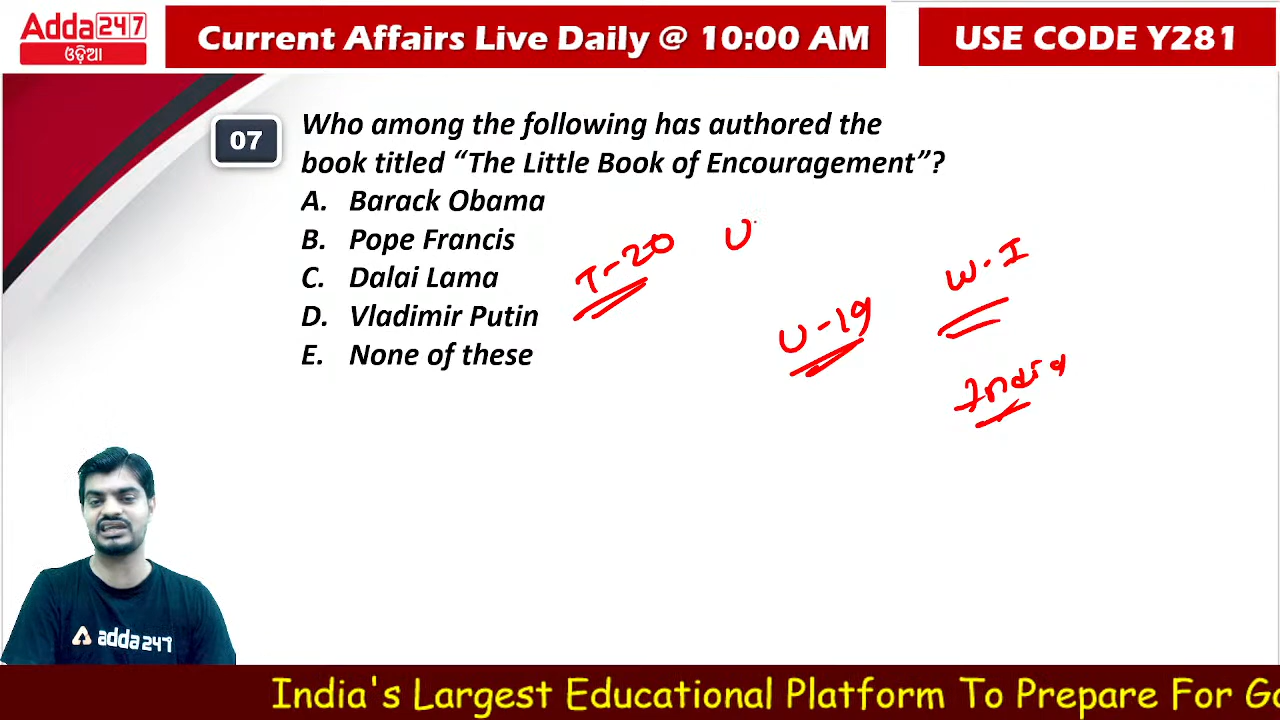 Adda247
ଓଡ଼ିଆ
Current Affairs Live Daily @ 10:00 AM
USE CODE Y281
07
Who among the following has authored the
book titled “The Little Book of Encouragement”?
A. Barack Obama
B. Pope Francis
C. Dalai Lama
D. Vladimir Putin
E. None of these
T-20
U
U-19
W.I
India
adda247
India's Largest Educational Platform To Prepare For Go